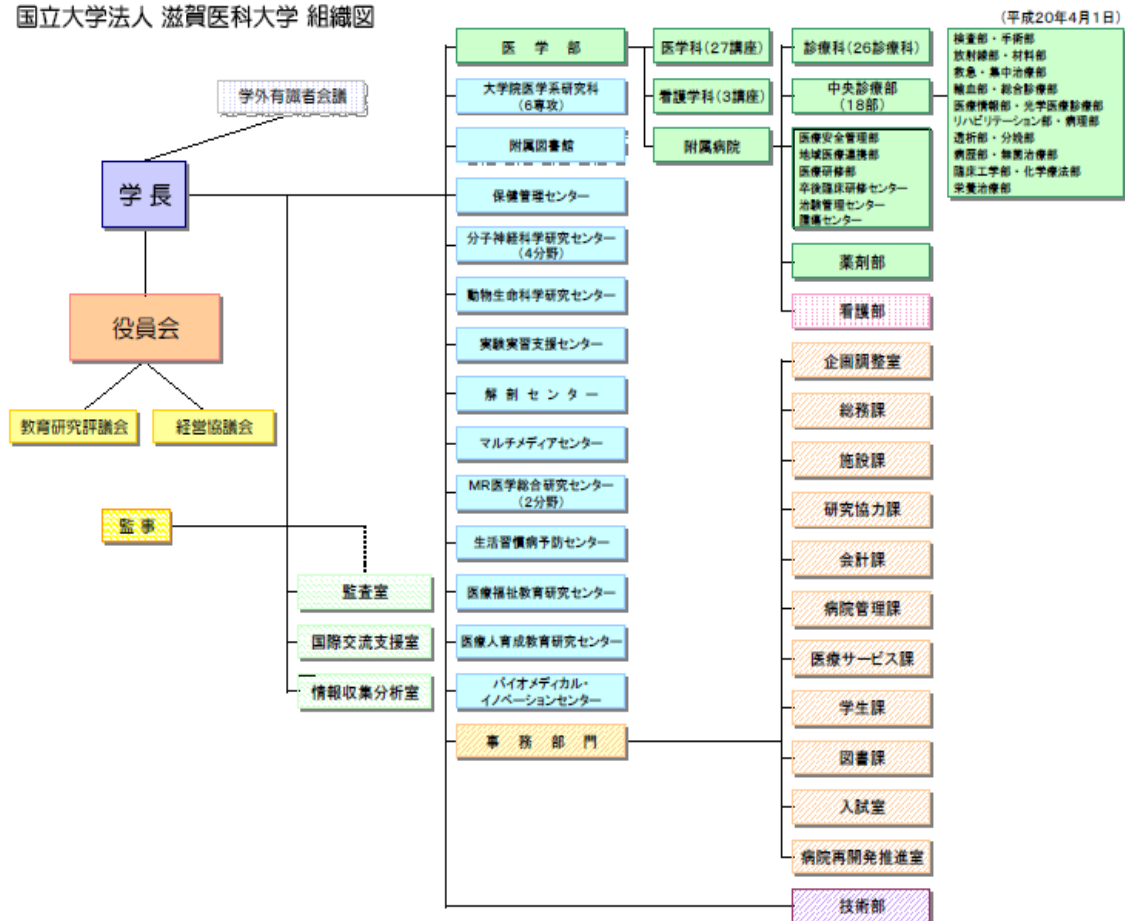 国立大学法人 滋賀医科大学 組織図
(平成20年4月1日)
学外有識者会議
学長
役員会
教育研究評議会
経営協議会
監事
監査室
国際交流支援室
情報収集分析室
医学部
大学院医学系研究科
(6専攻)
附属図書館
保健管理センター
分子神経科学研究センター
(4分野)
動物生命科学研究センター
実験実習支援センター
解剖センター
マルチメディアセンター
MR医学総合研究センター
(2分野)
生活習慣病予防センター
医療福祉教育研究センター
医療人育成教育研究センター
バイオメディカル・
イノベーションセンター
事務部門
医学科(27講座)
看護学科(3講座)
附属病院
診療科(26診療科)
中央診療部
(18部)
検査部・手術部
放射線部・材料部
救急・集中治療部
輸血部・総合診療部
医療情報部・光学医療診療部
リハビリテーション部・病理部
透析部・分娩部
病歴部・無菌治療部
臨床工学部・化学療法部
栄養治療部
医療安全管理部
地域医療連携部
医療研修部
卒後臨床研修センター
治験管理センター
腫瘍センター
薬剤部
看護部
企画調整室
総務課
施設課
研究協力課
会計課
病院管理課
医療サービス課
学生課
図書課
入試室
病院再開発推進室
技術部